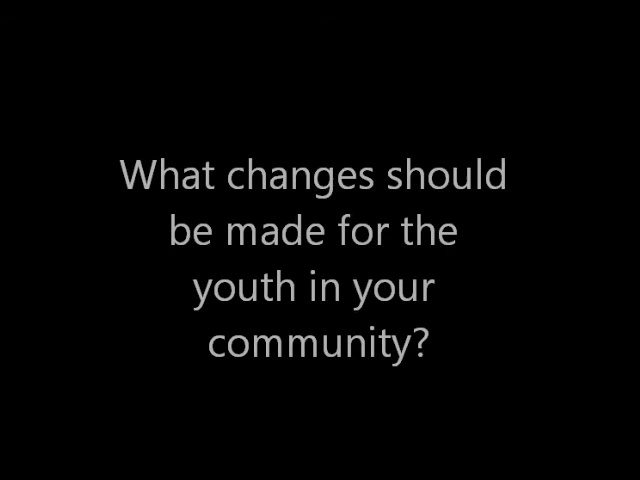 What changes should
be made for the
youth in your
community?